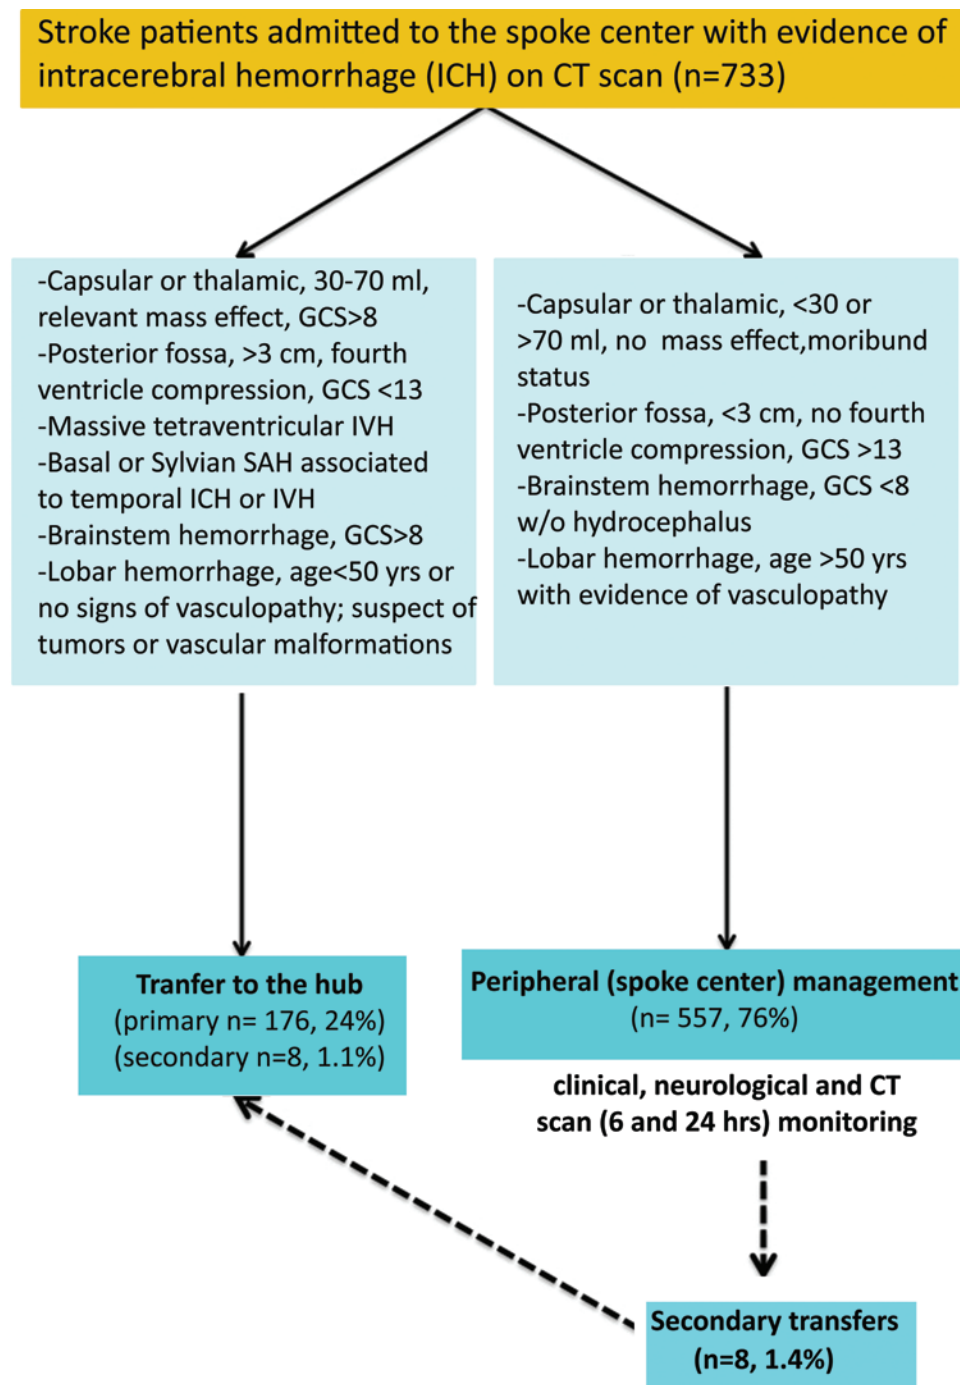 Stroke patients admitted to the spoke center with evidence of
intracerebral hemorrhage (ICH) on CT scan (n=733)
-Capsular or thalamic, 30-70 ml,
relevant mass effect, GCS>8
-Posterior fossa, >3 cm, fourth
ventricle compression, GCS <13
-Massive tetraventricular IVH
-Basal or Sylvian SAH associated
to temporal ICH or IVH
-Brainstem hemorrhage, GCS>8
-Lobar hemorrhage, age<50 yrs or
no signs of vasculopathy; suspect of
tumors or vascular malformations
-Capsular or thalamic, <30 or
>70 ml, no mass effect,moribund
status
-Posterior fossa, <3 cm, no fourth
ventricle compression, GCS >13
-Brainstem hemorrhage, GCS <8
w/o hydrocephalus
-Lobar hemorrhage, age >50 yrs
with evidence of vasculopathy
Tranfer to the hub
(primary n= 176, 24%)
(secondary n=8, 1.1%)
Peripheral (spoke center) management
(n= 557, 76%)
clinical, neurological and CT
scan (6 and 24 hrs) monitoring
Secondary transfers
(n=8, 1.4%)